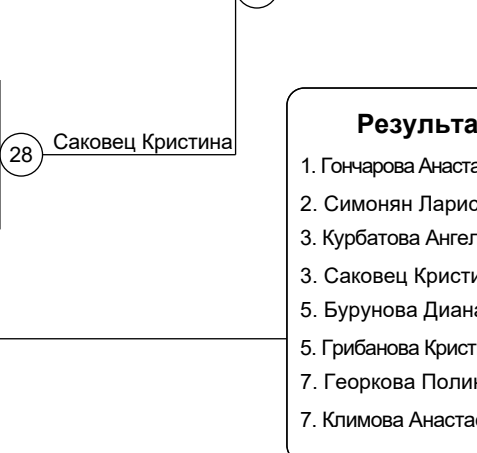 28 Саковец Кристина
Результа
1. Гончарова Анаста
2. Симонян Ларис
3. Курбатова Ангел
3. Саковец Кристи
5. Бурунова Диана
5. Грибанова Крист
7. Георкова Полин
7. Климова Анаста